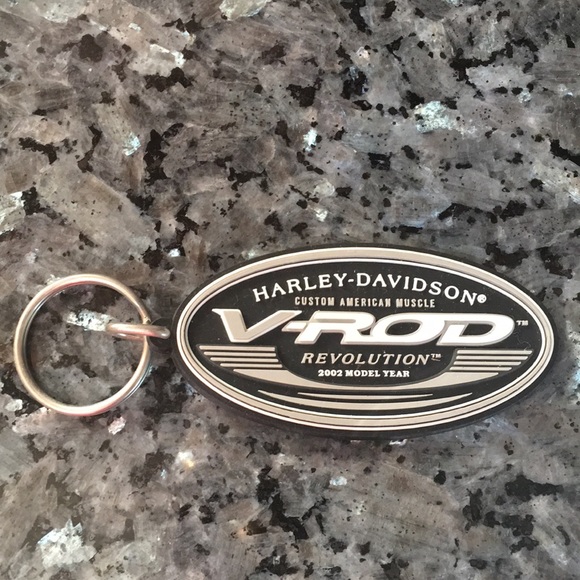 HARLEY-DAVIDSON®
CUSTOM AMERICAN MUSCLE
V-ROD™
REVOLUTION™
2002 MODEL YEAR